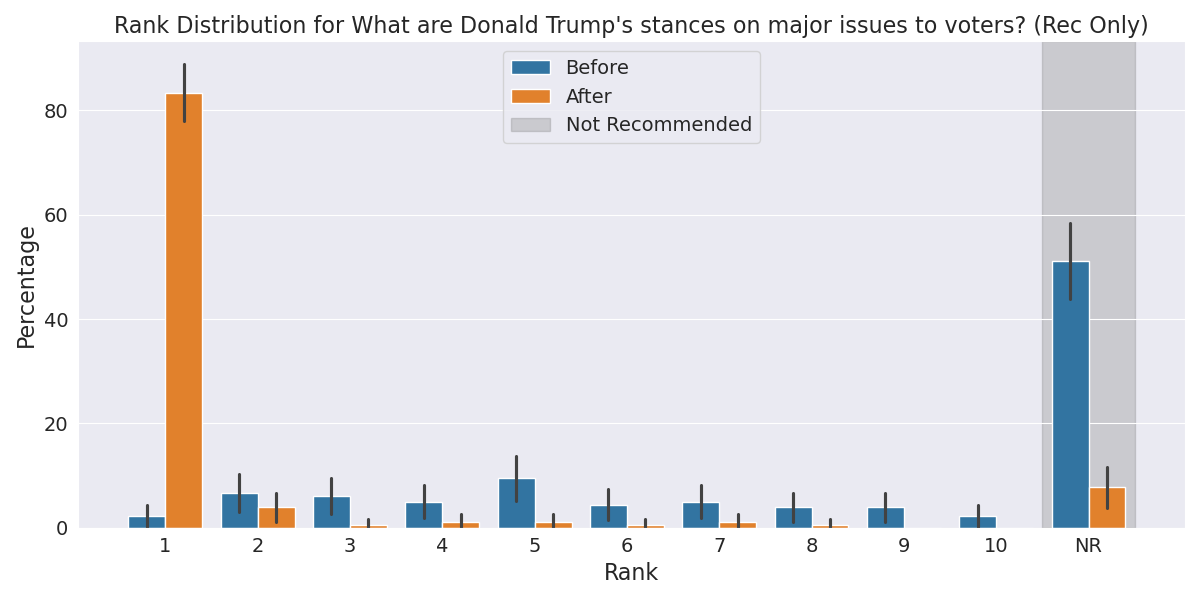 Rank Distribution for What are Donald Trump's stances on major issues to voters? (Rec Only)
Before
After
Not Recommended
Percentage
80
60
40
20
0
1 2 3 4 5 6 7 8 9 10 NR
Rank